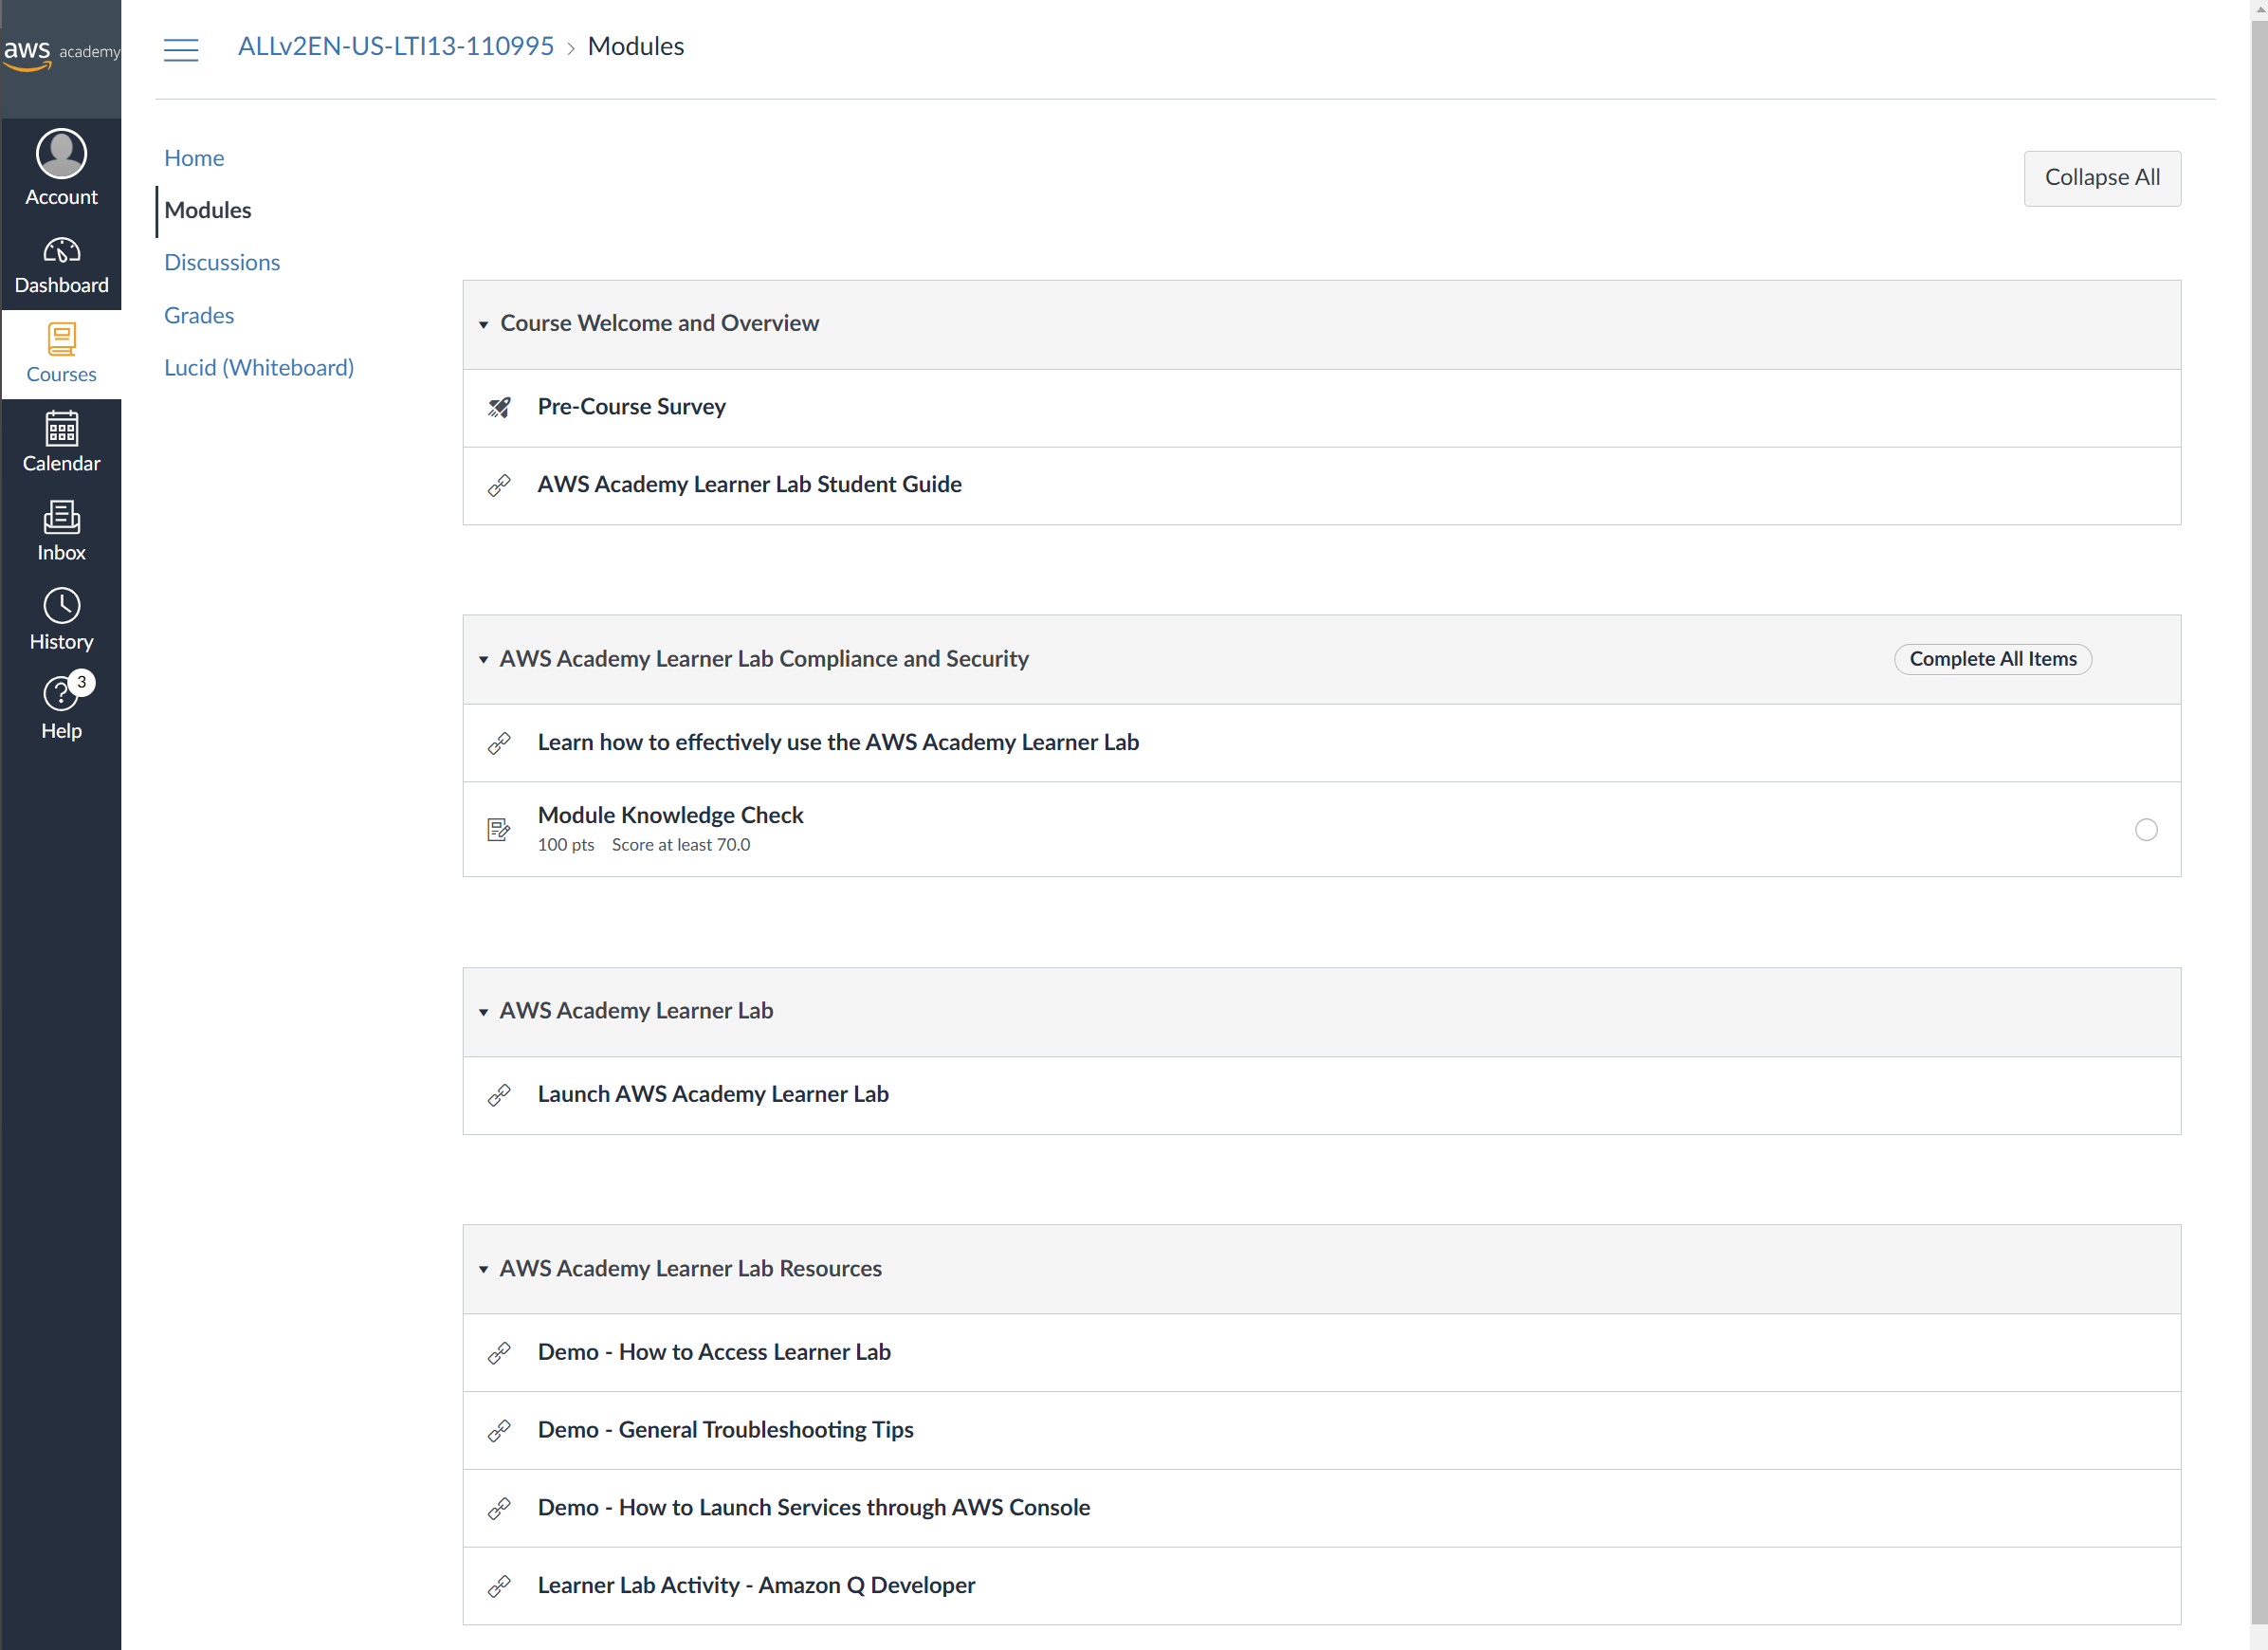 aws academy
ALLv2EN-US-LTI13-110995 > Modules
Account
Dashboard
Courses
Calendar
Inbox
History
3
Help
Home
Modules
Discussions
Grades
Lucid (Whiteboard)
Collapse All
Course Welcome and Overview
Pre-Course Survey
AWS Academy Learner Lab Student Guide
AWS Academy Learner Lab Compliance and Security
Complete All Items
Learn how to effectively use the AWS Academy Learner Lab
Module Knowledge Check
100 pts Score at least 70.0
AWS Academy Learner Lab
Launch AWS Academy Learner Lab
AWS Academy Learner Lab Resources
Demo - How to Access Learner Lab
Demo - General Troubleshooting Tips
Demo - How to Launch Services through AWS Console
Learner Lab Activity - Amazon Q Developer